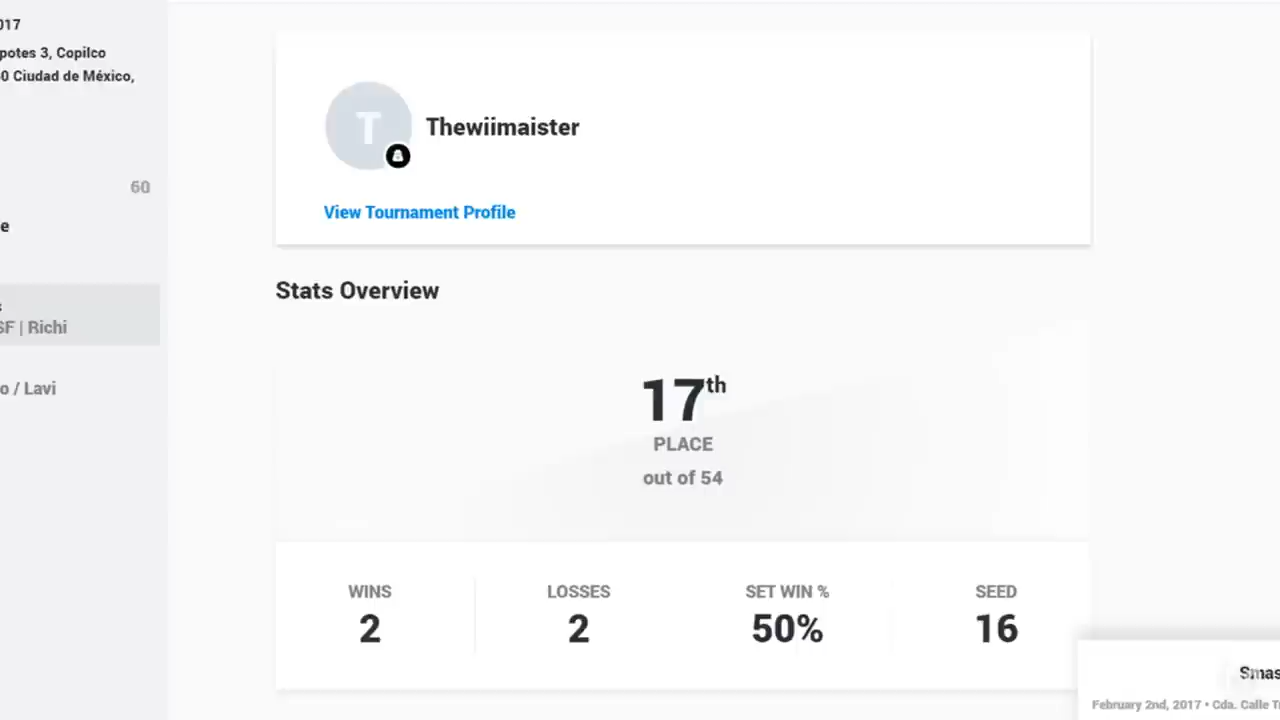 017
potes 3, Copilco
0 Ciudad de México,
60
e
SF | Richi
o / Lavi
T
Thewiimaister
View Tournament Profile
Stats Overview
17th
PLACE
out of 54
WINS
LOSSES
SET WIN %
SEED
2
2
50%
16
Smas
February 2nd, 2017 • Cda. Calle T